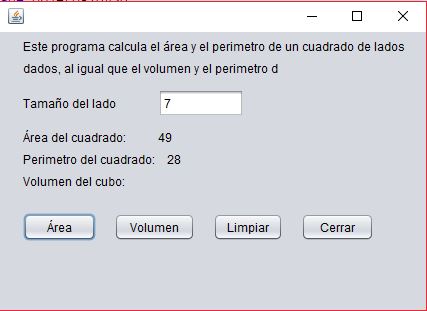 Este programa calcula el área y el perimetro de un cuadrado de lados
dados, al igual que el volumen y el perimetro d
Tamaño del lado 7
Área del cuadrado: 49
Perimetro del cuadrado: 28
Volumen del cubo:
Área Volumen Limpiar Cerrar